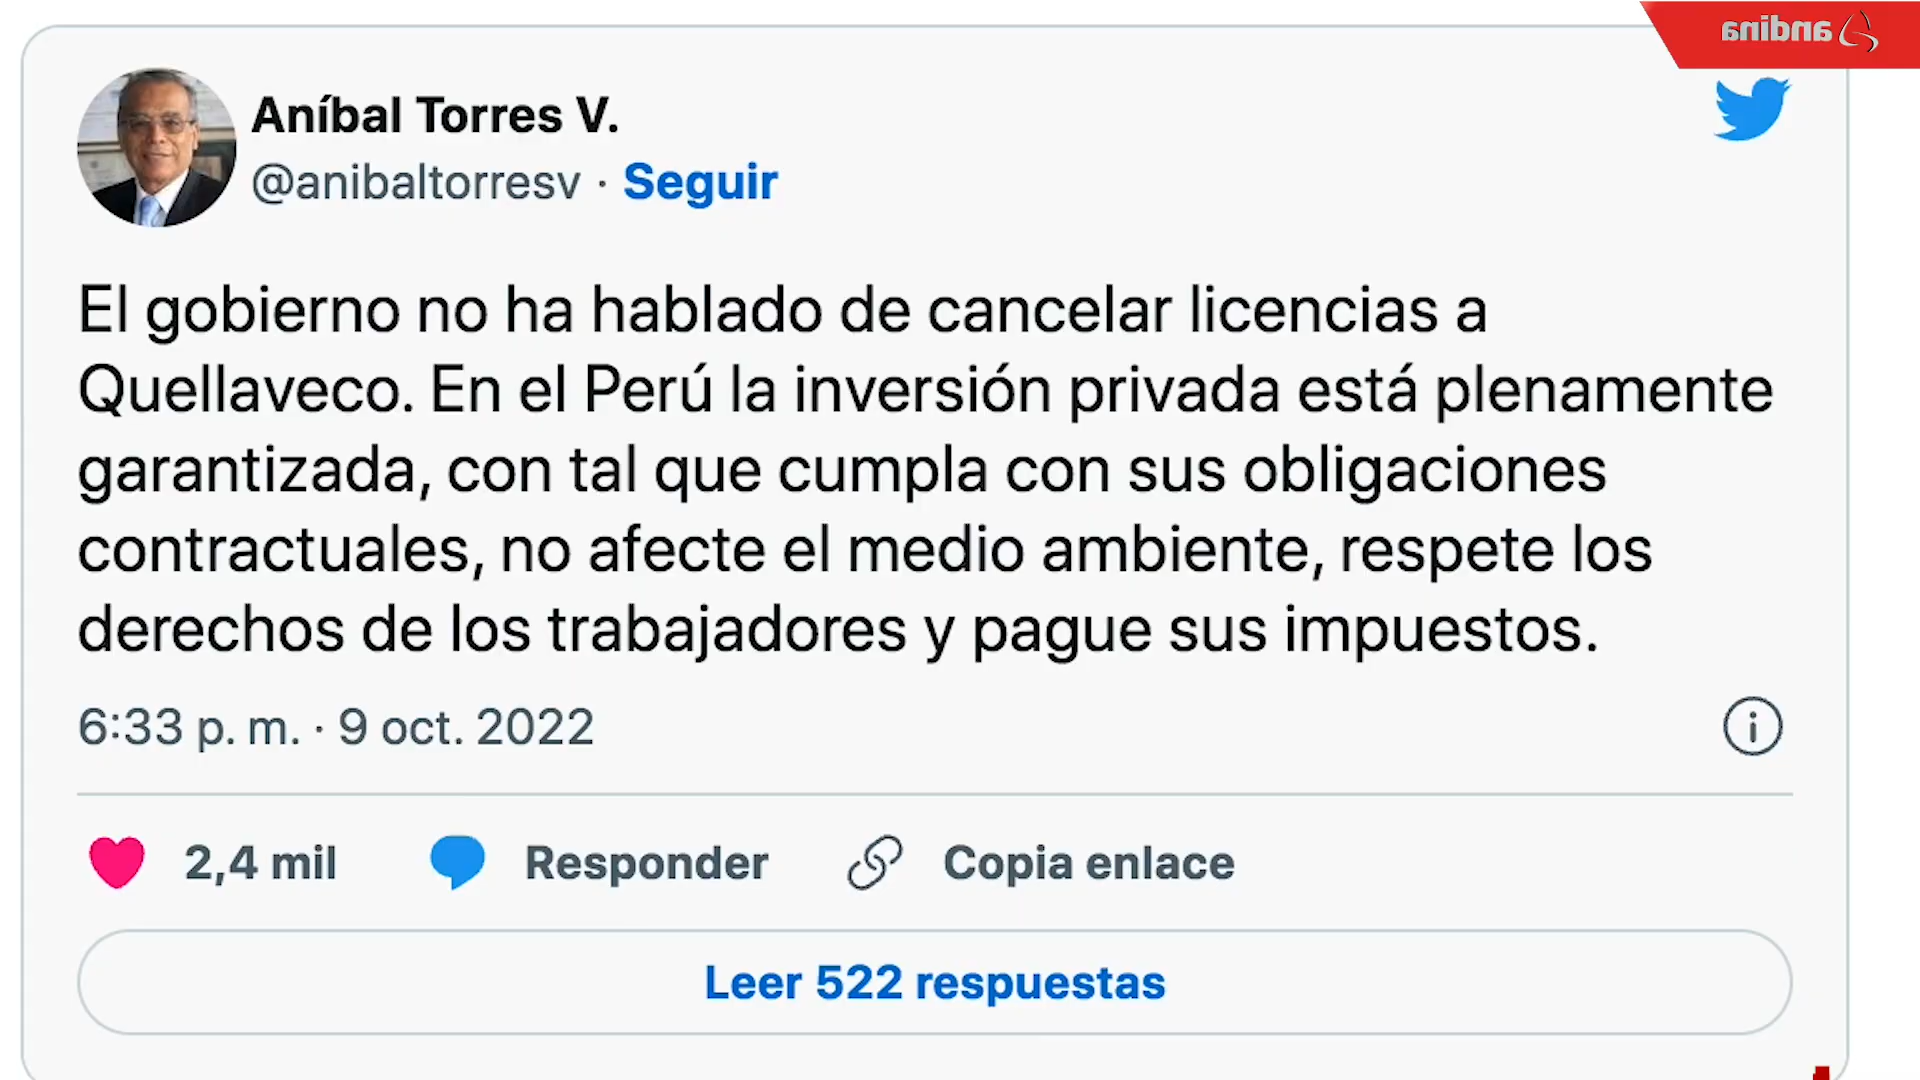 andina
Aníbal Torres V.
@anibaltorresv · Seguir
El gobierno no ha hablado de cancelar licencias a
Quellaveco. En el Perú la inversión privada está plenamente
garantizada, con tal que cumpla con sus obligaciones
contractuales, no afecte el medio ambiente, respete los
derechos de los trabajadores y pague sus impuestos.
6:33 p. m. · 9 oct. 2022
2,4 mil Responder Copia enlace
Leer 522 respuestas